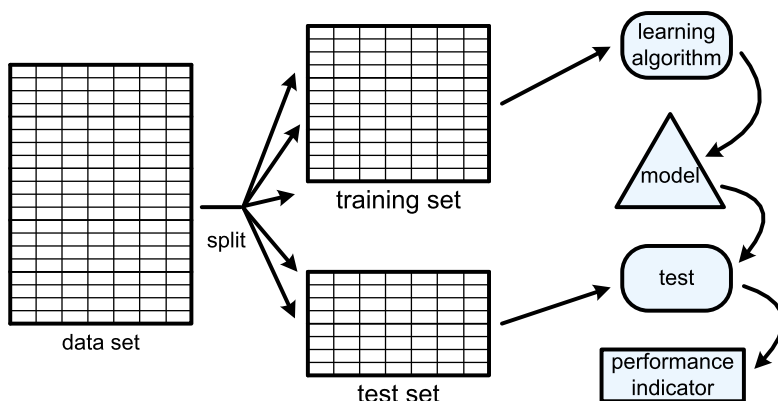 data set
split
training set
test set
learning
algorithm
model
test
performance
indicator